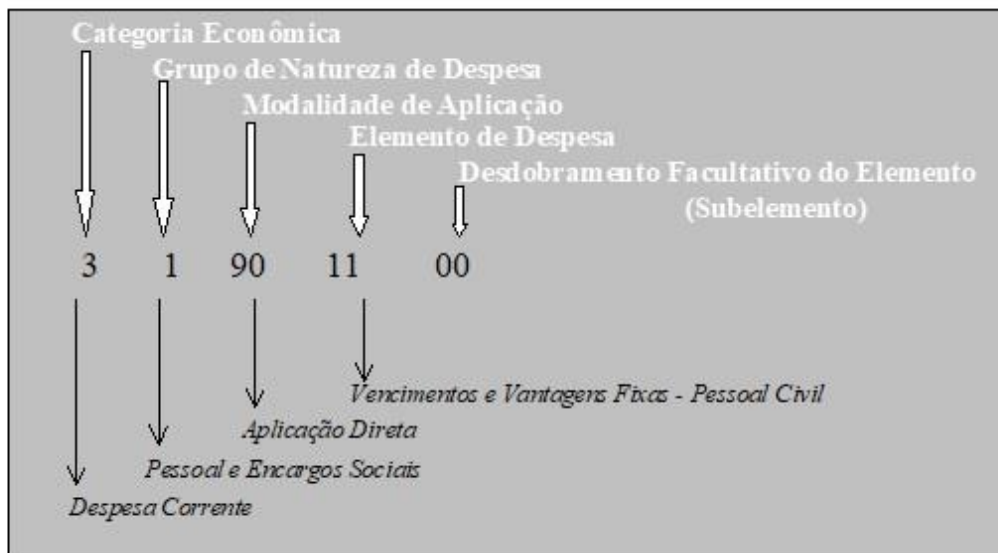 Categoria Econômica
Grupo de Natureza de Despesa
Modalidade de Aplicação
Elemento de Despesa
Desdobramento Facultativo do Elemento
(Subelemento)
3 1 90 11 00
Vencimentos e Vantagens Fixas - Pessoal Civil
Aplicação Direta
Pessoal e Encargos Sociais
Despesa Corrente